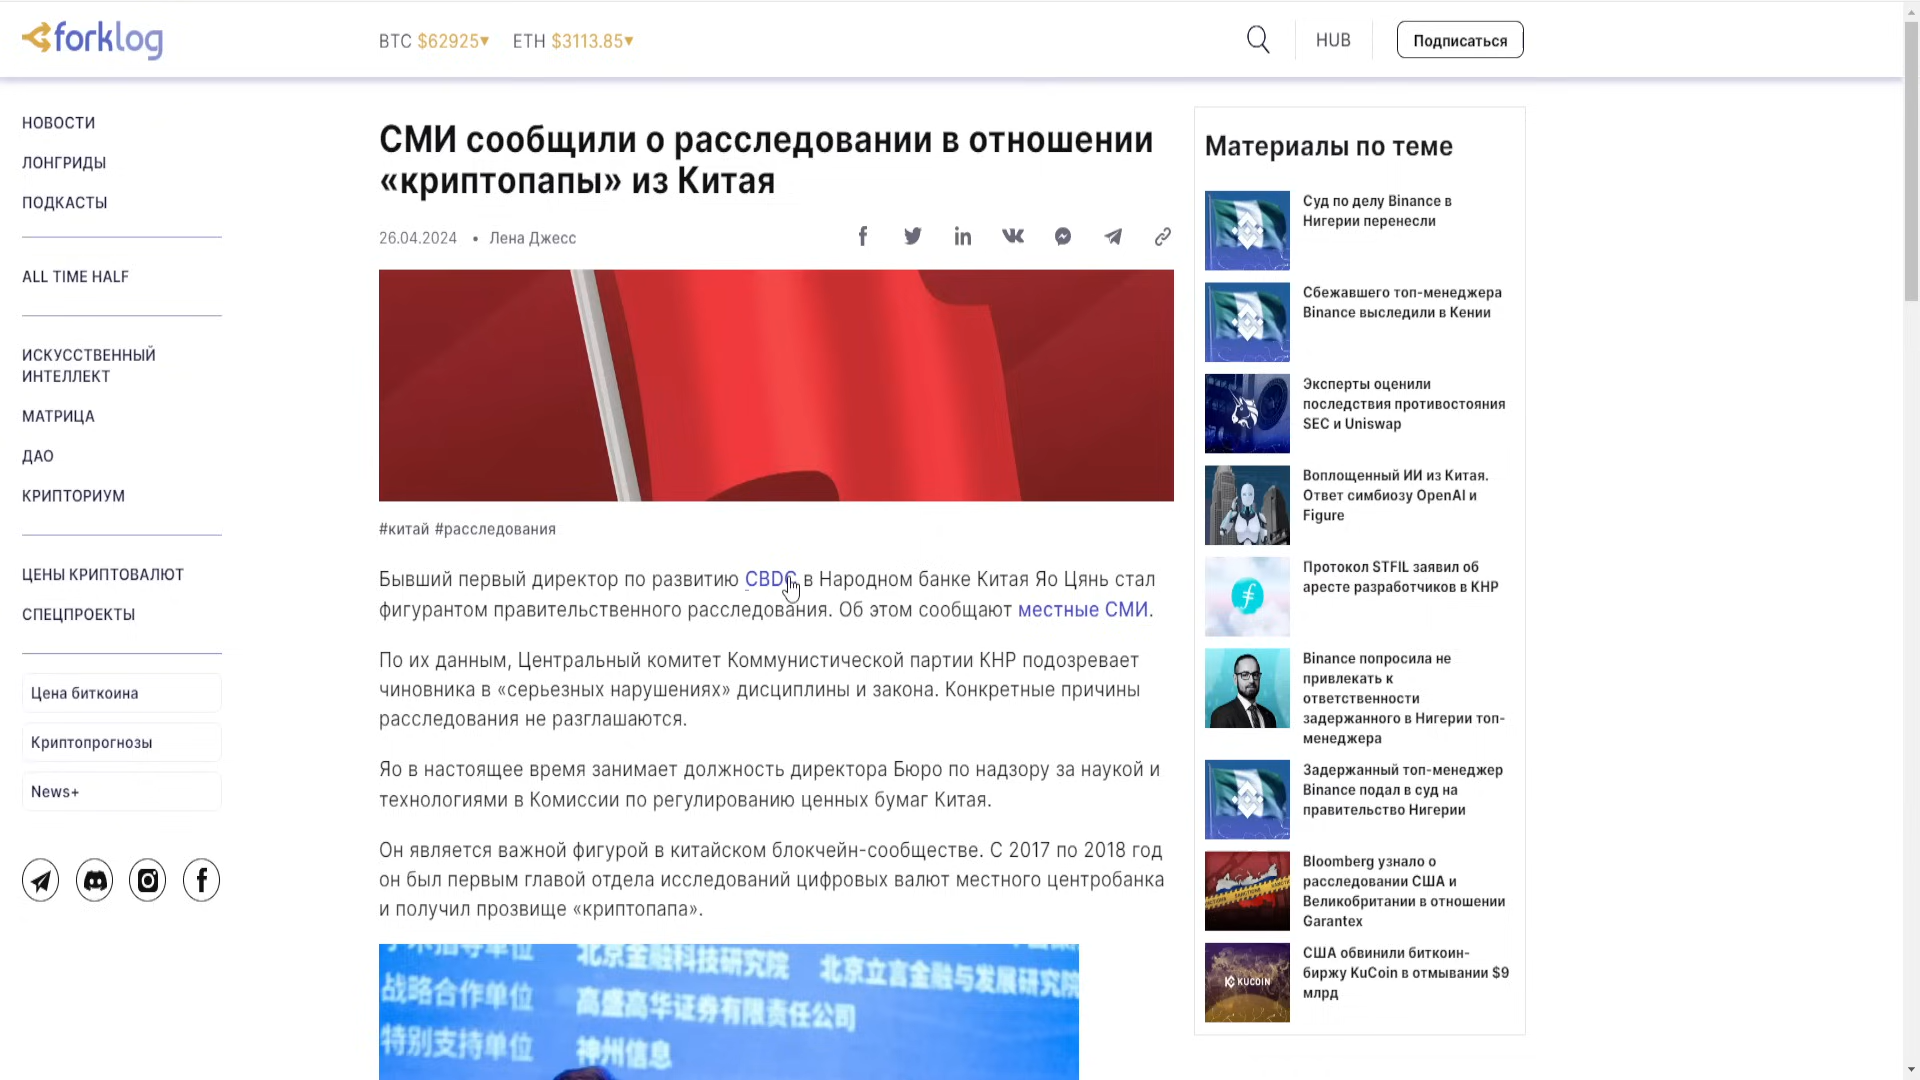 forklog
BTC $62925▾ ETH $3113.85▾
HUB
Подписаться
НОВОСТИ
ЛОНГРИДЫ
ПОДКАСТЫ
ALL TIME HALF
ИСКУССТВЕННЫЙ
ИНТЕЛЛЕКТ
МАТРИЦА
ДАО
КРИПТОРИУМ
ЦЕНЫ КРИПТОВАЛЮТ
СПЕЦПРОЕКТЫ
Цена биткоина
Криптопрогнозы
News+
СМИ сообщили о расследовании в отношении
«криптопапы» из Китая
26.04.2024 • Лена Джесс
#китай #расследования
Бывший первый директор по развитию CBDC в Народном банке Китая Яо Цянь стал
фигурантом правительственного расследования. Об этом сообщают местные СМИ.
По их данным, Центральный комитет Коммунистической партии КНР подозревает
чиновника в «серьезных нарушениях» дисциплины и закона. Конкретные причины
расследования не разглашаются.
Яо в настоящее время занимает должность директора Бюро по надзору за наукой и
технологиями в Комиссии по регулированию ценных бумаг Китая.
Он является важной фигурой в китайском блокчейн-сообществе. С 2017 по 2018 год
он был первым главой отдела исследований цифровых валют местного центробанка
и получил прозвище «криптопапа».
北京金融科技研究院 北京立言金融与发展研究院
战略合作单位 高盛高华证券有限责任公司
特别支持单位 神州信息
Материалы по теме
Суд по делу Binance в
Нигерии перенесли
Сбежавшего топ-менеджера
Binance выследили в Кении
Эксперты оценили
последствия противостояния
SEC и Uniswap
Воплощенный ИИ из Китая.
Ответ симбиозу OpenAI и
Figure
Протокол STFIL заявил об
аресте разработчиков в КНР
Binance попросила не
привлекать к
ответственности
задержанного в Нигерии топ-
менеджера
Задержанный топ-менеджер
Binance подал в суд на
правительство Нигерии
Bloomberg узнало о
расследовании США и
Великобритании в отношении
Garantex
KUCOIN
США обвинили биткоин-
биржу KuCoin в отмывании $9
млрд